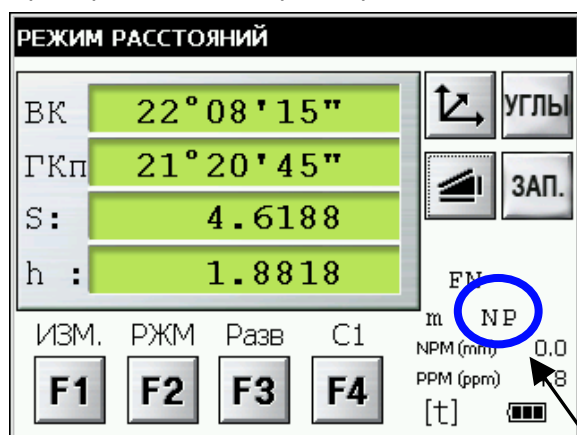 РЕЖИМ РАССТОЯНИЙ
ВК 22°08'15"
ГКп 21°20'45"
S: 4.6188
h : 1.8818
УГЛЫ
ЗАП.
FN
m NP
NPM (mm) 0.0
PPM (ppm)
[t]
ИЗМ. РЖМ Разв С1
F1 F2 F3 F4